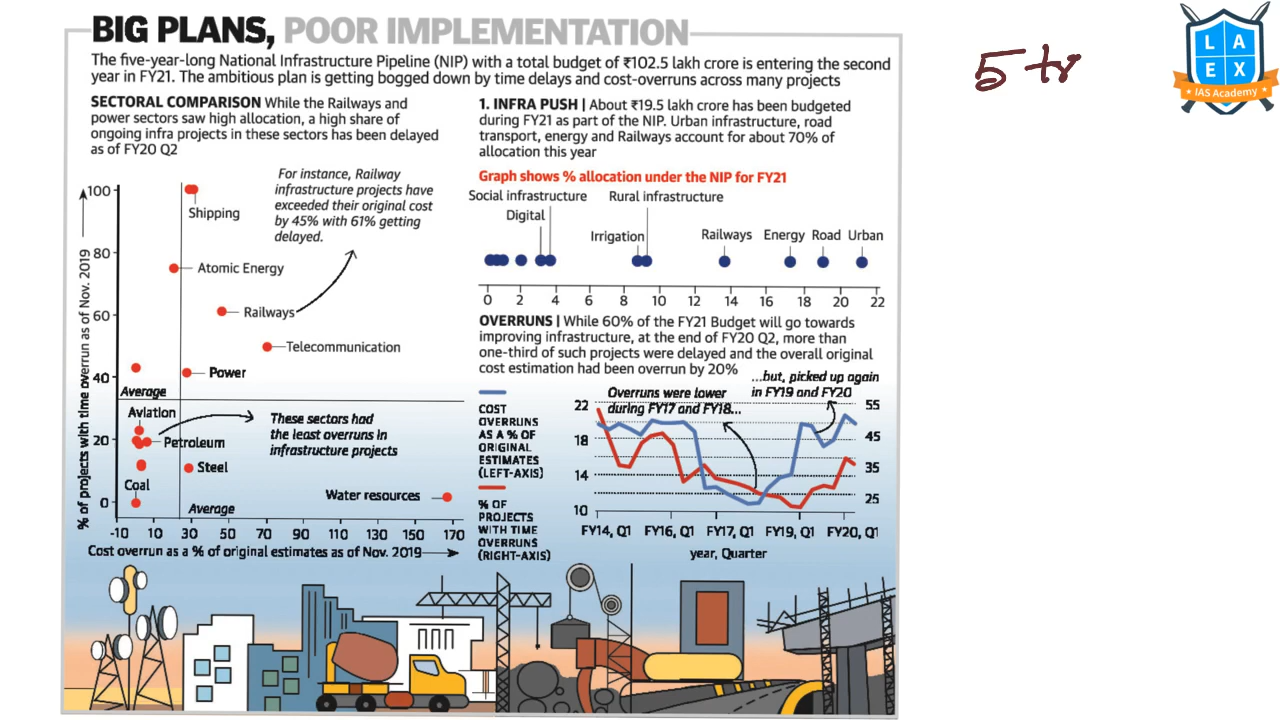 BIG PLANS, POOR IMPLEMENTATION
The five-year-long National Infrastructure Pipeline (NIP) with a total budget of ₹102.5 lakh crore is entering the second
year in FY21. The ambitious plan is getting bogged down by time delays and cost-overruns across many projects
SECTORAL COMPARISON While the Railways and
power sectors saw high allocation, a high share of
ongoing infra projects in these sectors has been delayed
as of FY20 Q2
For instance, Railway
infrastructure projects have
exceeded their original cost
by 45% with 61% getting
delayed.
% of projects with time overrun as of Nov. 2019
100
80
60
40
20
0
Shipping
Atomic Energy
Railways
Telecommunication
Power
Average
Aviation
These sectors had
the least overruns in
infrastructure projects
Petroleum
Steel
Coal
Water resources
Average
-10 10 30 50 70 90 110 130 150 170
Cost overrun as a % of original estimates as of Nov. 2019
1. INFRA PUSH | About ₹19.5 lakh crore has been budgeted
during FY21 as part of the NIP. Urban infrastructure, road
transport, energy and Railways account for about 70% of
allocation this year
Graph shows % allocation under the NIP for FY21
Social infrastructure Rural infrastructure
Digital
Irrigation Railways Energy Road Urban
0 2 4 6 8 10 12 14 16 18 20 22
OVERRUNS | While 60% of the FY21 Budget will go towards
improving infrastructure, at the end of FY20 Q2, more than
one-third of such projects were delayed and the overall original
cost estimation had been overrun by 20%
COST
OVERRUNS
AS A % OF
ORIGINAL
ESTIMATES
(LEFT-AXIS)
% OF
PROJECTS
WITH TIME
OVERRUNS
(RIGHT-AXIS)
Overruns were lower
during FY17 and FY18...
...but, picked up again
in FY19 and FY20
22
18
14
10
55
45
35
25
FY14, Q1 FY16, Q1 FY17, Q1 FY19, Q1 FY20, Q1
year, Quarter
5 tr
L A
E X
IAS Academy